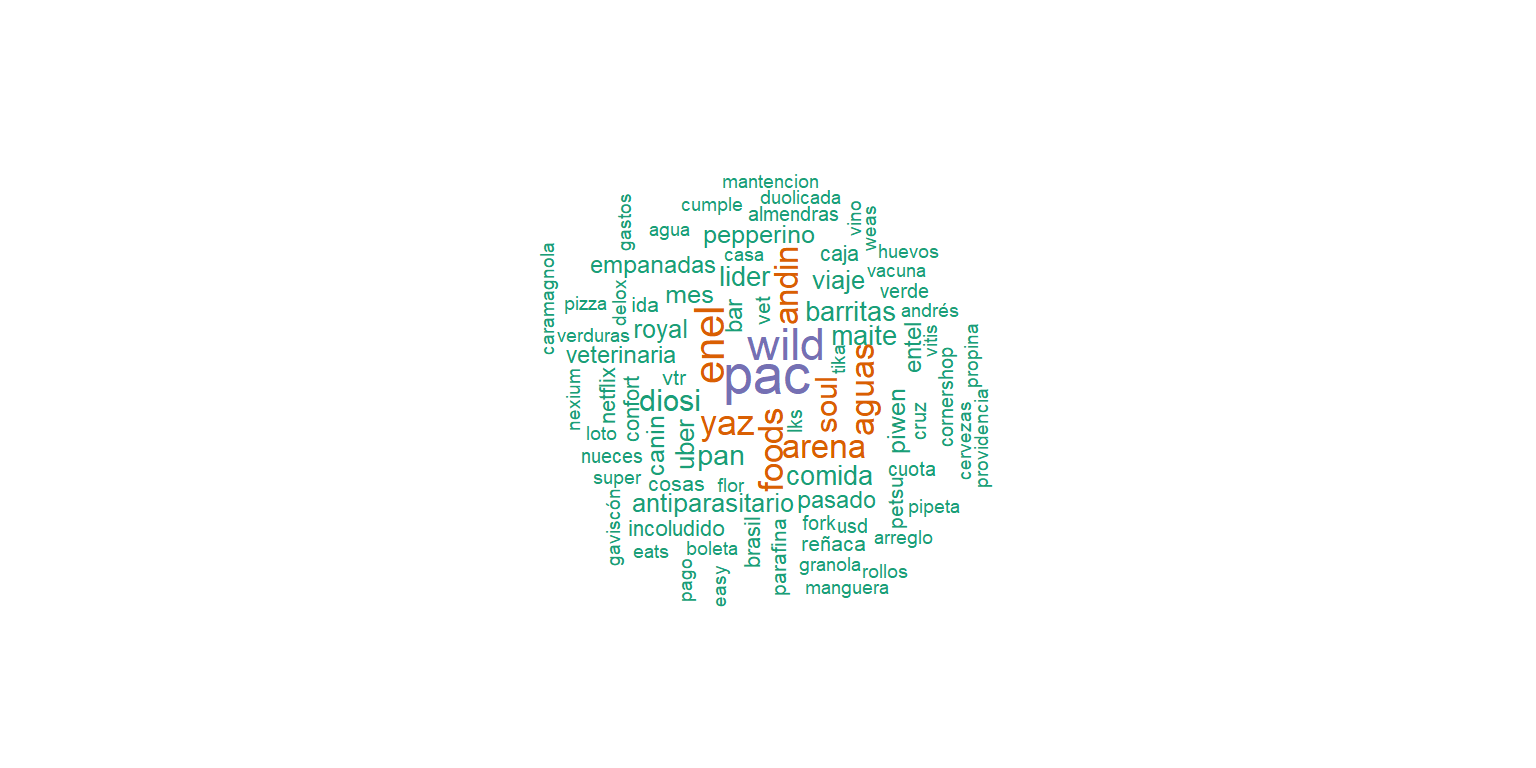 mantencion
cumple
duolicada
almendras
gastos
agua
pepperino
vino
weas
caramagnola
empanadas
casa
lider
andin
caja
viaje
huevos
vacuna
pizza
delox
ida
mes
bar
vet
barritas
verde
andrés
verduras
royal
enel
wild
maite
entel
vitis
veterinaria
vtr
pac
tika
aguas
cornershop
propina
nexium
netflix
confort
diosi
soul
piwen
cruz
cervezas
providencia
loto
canin
uber
yaz
foods
lks
arena
nueces
upan
super
cosas
flor
comida
cuota
petsu
antiparasitario
pasado
pipeta
gaviscón
incoludido
brasil
parafina
fork
usd
eats
boleta
reñaca
arreglo
pago
easy
granola
rollos
manguera